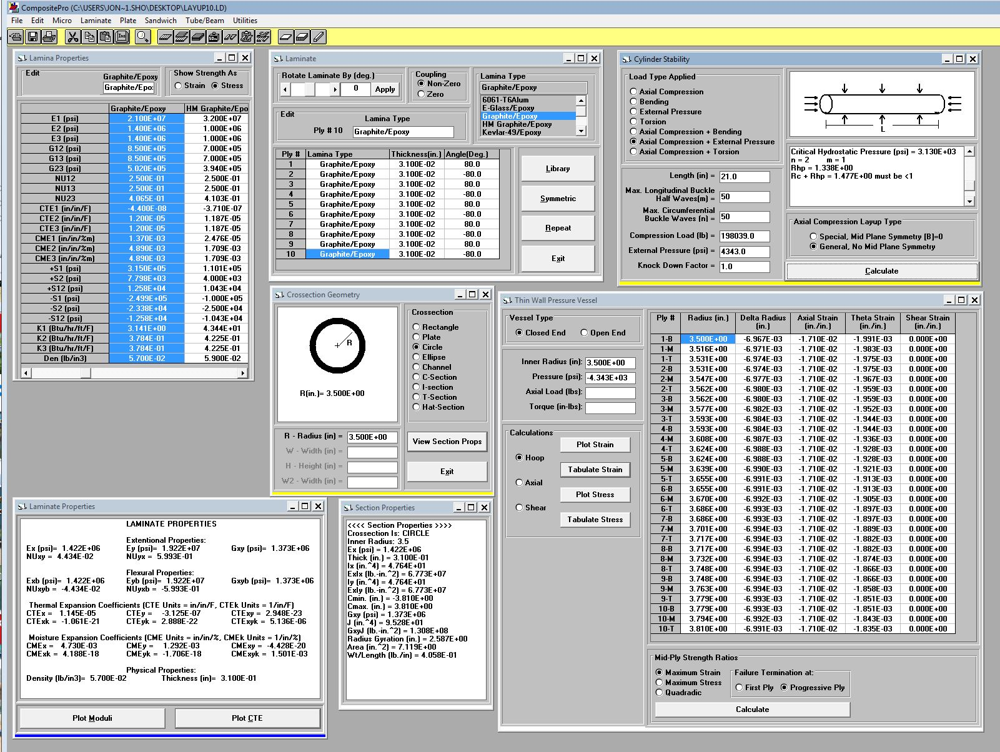 CompositePro (C:\USERS\JON~1.SHO\DESKTOP\LAYUP10.LD)
File Edit Micro Laminate Plate Sandwich Tube/Beam Utilities
Lamina Properties
Edit
Graphite/Epoxy
Graphite/Epo:
Show Strength As
Strain Stress
Graphite/Epoxy HM Graphite/Epo
E1 (psi) 2.100E+07 3.200E+07
E2 (psi) 1.400E+06 1.000E+06
E3 (psi) 1.400E+06 1.000E+06
G12 (psi) 8.500E+05 7.000E+05
G13 (psi) 8.500E+05 7.000E+05
G23 (psi) 5.020E+05 3.940E+05
NU12 2.500E-01 2.500E-01
NU13 2.500E-01 2.500E-01
NU23 4.065E-01 4.103E-01
CTE1 (in/in/F) -4.400E-08 -3.710E-07
CTE2 (in/in/F) 1.200E-05 1.187E-05
CTE3 (in/in/F) 1.200E-05 1.187E-05
CME1 (in/in/%m) 1.370E-03 2.476E-05
CME2 (in/in/%m) 4.890E-03 1.709E-03
CME3 (in/in/%m) 4.890E-03 1.709E-03
+S1 (psi) 3.150E+05 1.101E+05
+S2 (psi) 7.798E+03 4.000E+03
+S12 (psi) 1.258E+04 1.043E+04
-S1 (psi) -2.499E+05 -1.000E+05
-S2 (psi) -2.338E+04 -2.500E+04
-S12 (psi) -1.258E+04 -1.043E+04
K1 (Btu/hr/ft/F) 3.141E+00 4.344E+01
K2 (Btu/hr/ft/F) 3.784E-01 4.225E-01
K3 (Btu/hr/ft/F) 3.784E-01 4.225E-01
Den (lb/in3) 5.700E-02 5.900E-02
Laminate
Rotate Laminate By (deg.)
0 Apply
Coupling
Non-Zero
Zero
Lamina Type
Graphite/Epoxy
6061-T6Alum
E-Glass/Epoxy
Graphite/Epoxy
HM Graphite/Epoxy
Kevlar-49/Epoxy
Edit
Lamina Type
Ply # 10 Graphite/Epoxy
Ply # Lamina Type Thickness(in.) Angle(Deg.)
1 Graphite/Epoxy 3.100E-02 80.0
2 Graphite/Epoxy 3.100E-02 -80.0
3 Graphite/Epoxy 3.100E-02 80.0
4 Graphite/Epoxy 3.100E-02 -80.0
5 Graphite/Epoxy 3.100E-02 80.0
6 Graphite/Epoxy 3.100E-02 -80.0
7 Graphite/Epoxy 3.100E-02 80.0
8 Graphite/Epoxy 3.100E-02 -80.0
9 Graphite/Epoxy 3.100E-02 80.0
10 Graphite/Epoxy 3.100E-02 -80.0
Library
Symmetric
Repeat
Exit
Cylinder Stability
Load Type Applied
Axial Compression
Bending
External Pressure
Torsion
Axial Compression + Bending
Axial Compression + External Pressure
Axial Compression + Torsion
L
Length (in) = 21.0
Max. Longitudinal Buckle
Half Waves(m) = 50
Max. Circumferential
Buckle Waves (n) = 50
Compression Load (lb) = 198039.0
External Pressure (psi) = 4343.0
Knock Down Factor = 1.0
Critical Hydrostatic Pressure (psi) = 3.130E+03
n = 2 m = 1
Rhp = 1.338E+00
Rc + Rhp = 1.477E+00 must be <1
Axial Compression Layup Type
Special, Mid Plane Symmetry [B]=0
General, No Mid Plane Symmetry
Calculate
Crossection Geometry
R
R(in.)= 3.500E+00
Crossection
Rectangle
Plate
Circle
Ellipse
Channel
C-Section
I-section
T-Section
Hat-Section
R - Radius (in) = 3.500E+00
W - Width (in) =
H - Height (in) =
W2 - Width (in) =
View Section Props
Exit
Thin Wall Pressure Vessel
Vessel Type
Closed End Open End
Inner Radius (in): 3.500E+00
Pressure (psi): -4.343E+03
Axial Load (lbs):
Torque (in-lbs):
Calculations
Hoop
Axial
Shear
Plot Strain
Tabulate Strain
Plot Stress
Tabulate Stress
Ply # Radius (in.) Delta Radius Axial Strain Theta Strain Shear Strain
(in.) (in./in.) (in./in.) (in./in.)
1-B 3.500E+00 -6.967E-03 -1.710E-02 -1.991E-03 0.000E+00
1-M 3.516E+00 -6.971E-03 -1.710E-02 -1.983E-03 0.000E+00
1-T 3.531E+00 -6.974E-03 -1.710E-02 -1.975E-03 0.000E+00
2-B 3.531E+00 -6.974E-03 -1.710E-02 -1.975E-03 0.000E+00
2-M 3.547E+00 -6.977E-03 -1.710E-02 -1.967E-03 0.000E+00
2-T 3.562E+00 -6.980E-03 -1.710E-02 -1.959E-03 0.000E+00
3-B 3.562E+00 -6.980E-03 -1.710E-02 -1.959E-03 0.000E+00
3-M 3.577E+00 -6.982E-03 -1.710E-02 -1.952E-03 0.000E+00
3-T 3.593E+00 -6.984E-03 -1.710E-02 -1.944E-03 0.000E+00
4-B 3.593E+00 -6.984E-03 -1.710E-02 -1.944E-03 0.000E+00
4-M 3.608E+00 -6.987E-03 -1.710E-02 -1.936E-03 0.000E+00
4-T 3.624E+00 -6.988E-03 -1.710E-02 -1.928E-03 0.000E+00
5-B 3.624E+00 -6.988E-03 -1.710E-02 -1.928E-03 0.000E+00
5-M 3.639E+00 -6.990E-03 -1.710E-02 -1.921E-03 0.000E+00
5-T 3.655E+00 -6.991E-03 -1.710E-02 -1.913E-03 0.000E+00
6-B 3.655E+00 -6.991E-03 -1.710E-02 -1.913E-03 0.000E+00
6-M 3.670E+00 -6.992E-03 -1.710E-02 -1.905E-03 0.000E+00
6-T 3.686E+00 -6.993E-03 -1.710E-02 -1.897E-03 0.000E+00
7-B 3.686E+00 -6.993E-03 -1.710E-02 -1.897E-03 0.000E+00
7-M 3.701E+00 -6.994E-03 -1.710E-02 -1.889E-03 0.000E+00
7-T 3.717E+00 -6.994E-03 -1.710E-02 -1.882E-03 0.000E+00
8-B 3.717E+00 -6.994E-03 -1.710E-02 -1.882E-03 0.000E+00
8-M 3.732E+00 -6.994E-03 -1.710E-02 -1.874E-03 0.000E+00
8-T 3.748E+00 -6.994E-03 -1.710E-02 -1.866E-03 0.000E+00
9-B 3.748E+00 -6.994E-03 -1.710E-02 -1.866E-03 0.000E+00
9-M 3.763E+00 -6.994E-03 -1.710E-02 -1.858E-03 0.000E+00
9-T 3.779E+00 -6.993E-03 -1.710E-02 -1.851E-03 0.000E+00
10-B 3.779E+00 -6.993E-03 -1.710E-02 -1.851E-03 0.000E+00
10-M 3.794E+00 -6.992E-03 -1.710E-02 -1.843E-03 0.000E+00
10-T 3.810E+00 -6.991E-03 -1.710E-02 -1.835E-03 0.000E+00
Mid-Ply Strength Ratios
Maximum Strain
Maximum Stress
Quadradic
Failure Termination at:
First Ply Progressive Ply
Calculate
Laminate Properties
LAMINATE PROPERTIES
Extentional Properties:
Ex (psi)= 1.422E+06 Ey (psi)= 1.922E+07 Gxy (psi)= 1.373E+06
NUxy = 4.434E-02 NUyx = 5.993E-01
Flexural Properties:
Exb (psi)= 1.422E+06 Eyb (psi)= 1.922E+07 Gxyb (psi)= 1.373E+06
NUxyb = -4.434E-02 NUyxb = -5.993E-01
Thermal Expansion Coefficients (CTE Units = in/in/F, CTEk Units = 1/in/F)
CTEx = 1.145E-05 CTEy = -3.125E-07 CTExy = 2.948E-23
CTExk = -1.061E-21 CTEyk = 2.888E-22 CTExyk = 5.136E-06
Moisture Expansion Coefficients (CME Units = in/in/%, CMEk Units = 1/in/%)
CMEx = 4.730E-03 CMEy = 1.292E-03 CMExy = -4.428E-20
CMExk = 4.188E-18 CMEyk = -1.706E-18 CMExyk = 1.501E-03
Physical Properties:
Density (lb/in3)= 5.700E-02 Thickness (in)= 3.100E-01
Plot Moduli
Plot CTE
Section Properties
<<<< Section Properties >>>>
Crossection Is: CIRCLE
Inner Radius: 3.5
Ex (psi) = 1.422E+06
Thick (in.) = 3.100E-01
Ix (in.^4) = 4.764E+01
ExIx (lb.-in.^2) = 6.773E+07
Iy (in.^4) = 4.764E+01
ExIy (lb.-in.^2) = 6.773E+07
Cmin. (in.) = -3.810E+00
Cmax. (in.) = 3.810E+00
Gxy (psi) = 1.373E+06
J (in.^4) = 9.528E+01
GxyJ (lb.-in.^2) = 1.308E+08
Radius Gyration (in.) = 2.587E+00
Area (in.^2) = 7.119E+00
Wt/Length (lb./in) = 4.058E-01